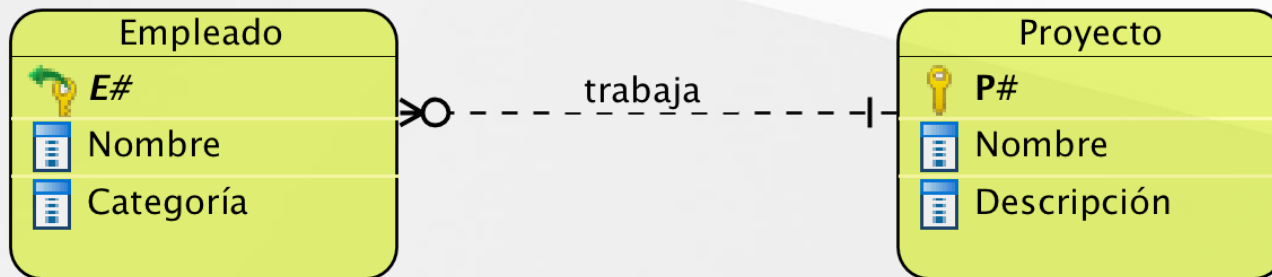 Empleado
E#
Nombre
Categoría
trabaja
Proyecto
P#
Nombre
Descripción